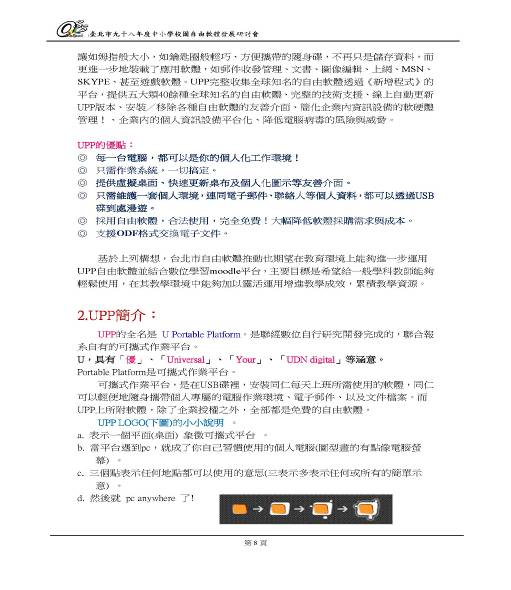 臺北市九十八年度中小學校園自由軟體發展研討會
讓如姆指般大小，如鑰匙圈般輕巧、方便攜帶的隨身碟，不再只是儲存資料，而
更進一步地裝載了應用軟體，如郵件收發管理、文書、圖像編輯、上網、MSN、
SKYPE、甚至遊戲軟體。UPP完整收集全球知名的自由軟體透過《新增程式》的
平台，提供五大類40餘種全球知名的自由軟體、完整的技術支援、線上自動更新
UPP版本、安裝／移除各種自由軟體的友善介面、簡化企業內資訊設備的軟硬體
管理！、企業內的個人資訊設備平台化、降低電腦病毒的風險與威脅。
UPP的優點：
◎ 每一台電腦，都可以是你的個人化工作環境！
◎ 只需作業系統，一切搞定。
◎ 提供虛擬桌面、快速更新桌布及個人化圖示等友善介面。
◎ 只需維護一套個人環境，連同電子郵件、聯絡人等個人資料，都可以透過USB
碟到處漫遊。
◎ 採用自由軟體，合法使用，完全免費！大幅降低軟體採購需求與成本。
◎ 支援ODF格式交換電子文件。
基於上列構想，台北市自由軟體推動也期望在教育環境上能夠進一步運用
UPP自由軟體並結合數位學習moodle平台，主要目標是希望給一般學科教師能夠
輕鬆使用，在其教學環境中能夠加以靈活運用增進教學成效，累積教學資源。
2.UPP簡介：
UPP的全名是 U Portable Platform。是聯經數位自行研究開發完成的，聯合報
系自有的可攜式作業平台。
U，具有「優」、「Universal」、「Your」、「UDN digital」等涵意。
Portable Platform是可攜式作業平台。
可攜式作業平台，是在USB碟裡，安裝同仁每天上班所需使用的軟體，同仁
可以輕便地隨身攜帶個人專屬的電腦作業環境、電子郵件、以及文件檔案。而
UPP上所附軟體，除了企業授權之外，全部都是免費的自由軟體。
UPP LOGO(下圖)的小小說明 。
a. 表示一個平面(桌面) 象徵可攜式平台 。
b. 當平台遇到pc，就成了你自己習慣使用的個人電腦(圖型畫的有點像電腦螢
幕) 。
c. 三個點表示任何地點都可以使用的意思(三表示多表示任何或所有的簡單示
意) 。
d. 然後就 pc anywhere 了!
第 8 頁